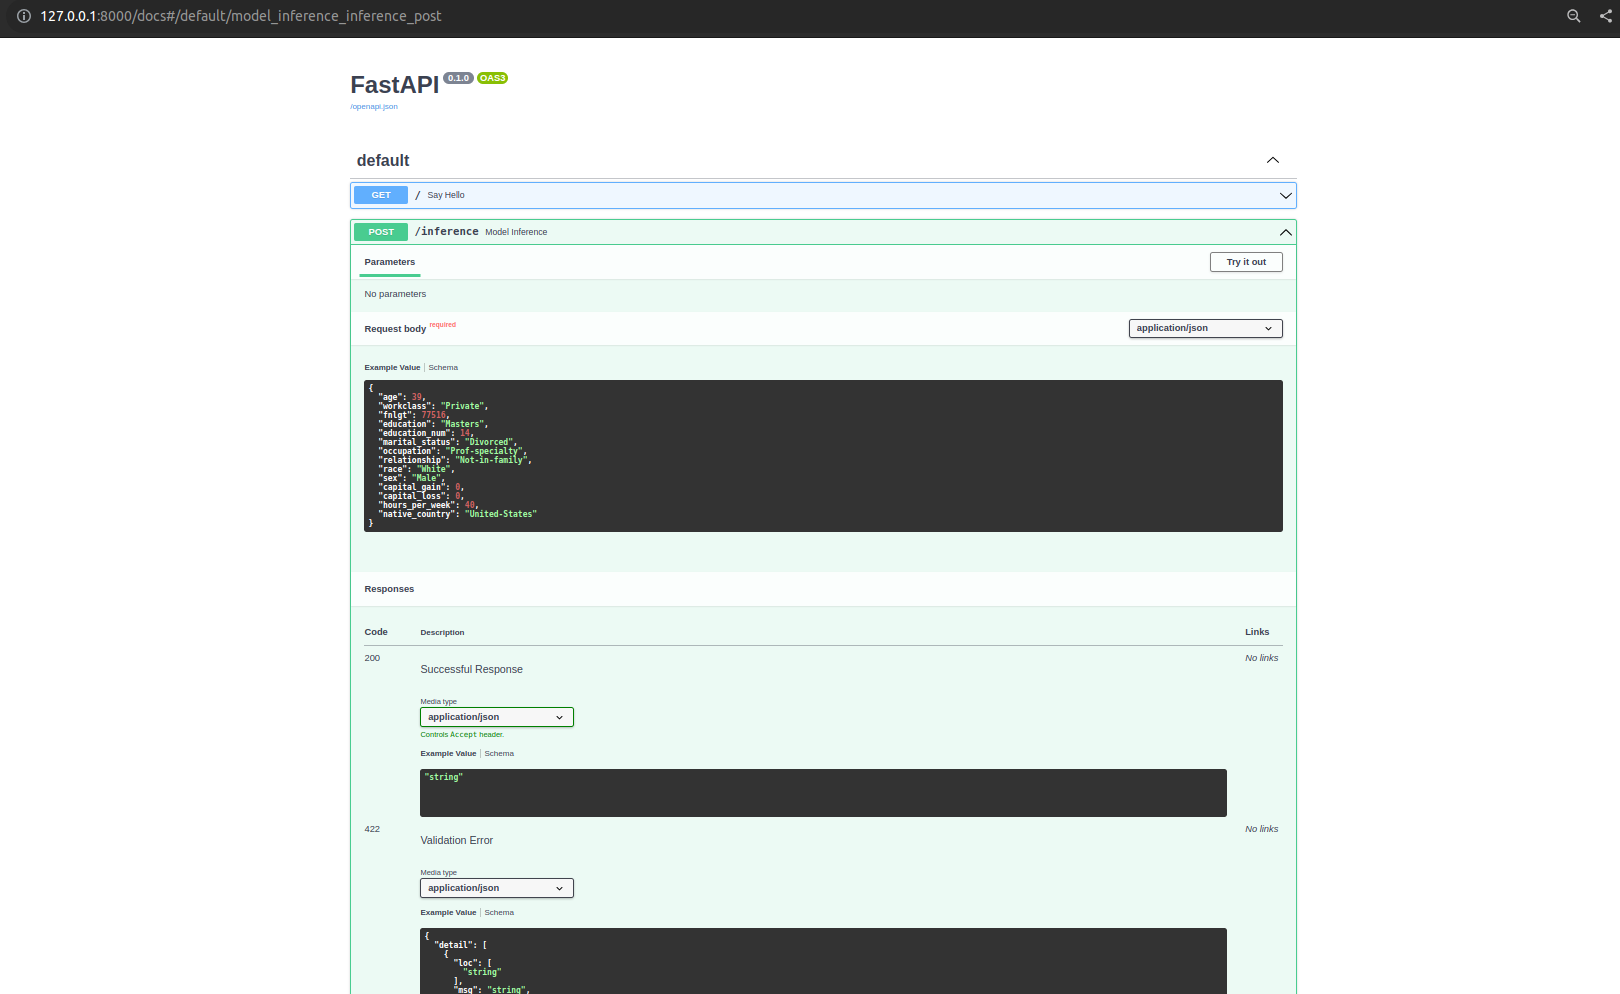 127.0.0.1:8000/docs#/default/model_inference_inference_post
FastAPI 0.1.0 OAS3
/openapi.json
default
GET / Say Hello
POST /inference Model Inference
Parameters Try it out
No parameters
Request body required application/json
Example Value | Schema
{
  "age": 39,
  "workclass": "Private",
  "fnlgt": 77516,
  "education": "Masters",
  "education_num": 14,
  "marital_status": "Divorced",
  "occupation": "Prof-specialty",
  "relationship": "Not-in-family",
  "race": "White",
  "sex": "Male",
  "capital_gain": 0,
  "capital_loss": 0,
  "hours_per_week": 40,
  "native_country": "United-States"
}
Responses
Code Description Links
200 No links
Successful Response
Media type
application/json
Controls Accept header.
Example Value | Schema
"string"
422 No links
Validation Error
Media type
application/json
Example Value | Schema
{
  "detail": [
    {
      "loc": [
        "string"
      ],
      "msg": "string",